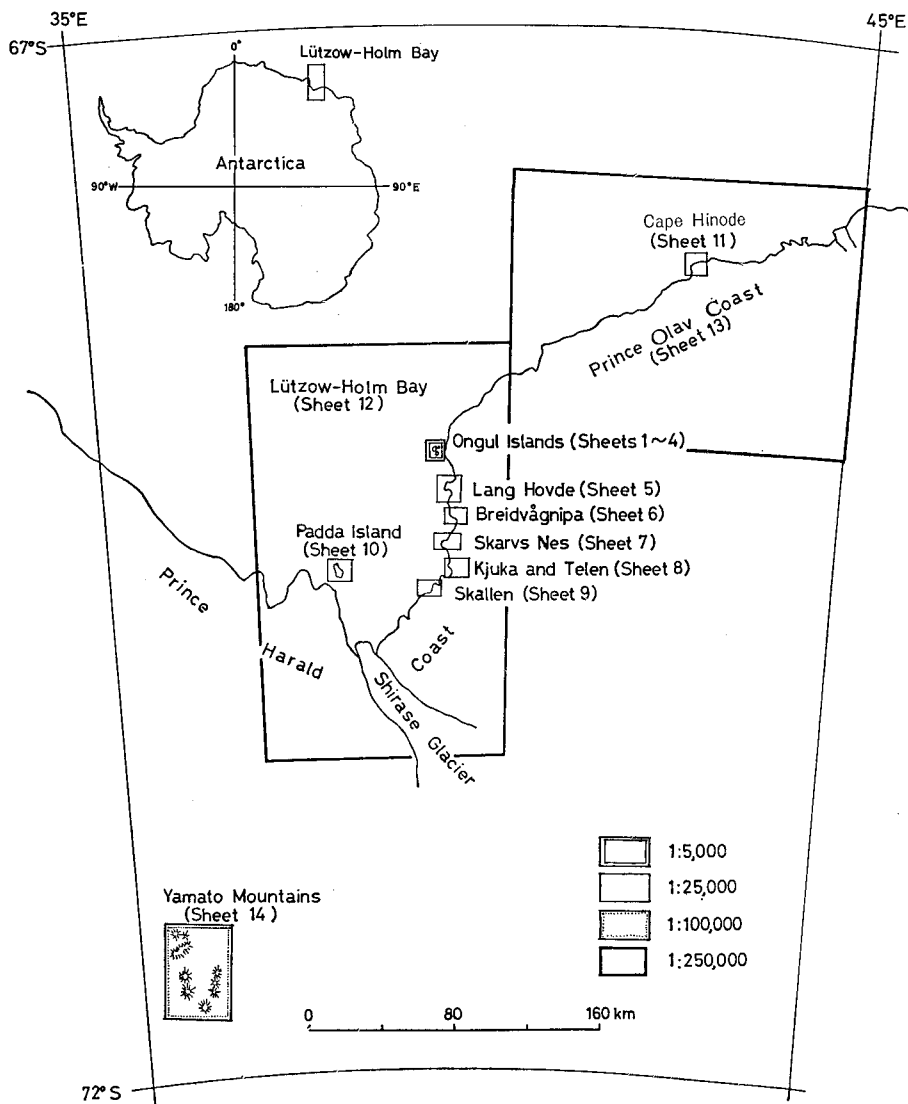 35°E
45°E
67°S
0°
Lützow-Holm Bay
Antarctica
90°W
90°E
180°
Cape Hinode
(Sheet 11)
Prince Olav Coast
(Sheet 13)
Lützow-Holm Bay
(Sheet 12)
Ongul Islands (Sheets 1~4)
Lang Hovde (Sheet 5)
Breidvågnipa (Sheet 6)
Padda Island
(Sheet 10)
Skarvs Nes (Sheet 7)
Kjuka and Telen (Sheet 8)
Skallen (Sheet 9)
Prince Harald Coast
Shirase Glacier
1:5,000
1:25,000
1:100,000
1:250,000
Yamato Mountains
(Sheet 14)
0 80 160 km
72°S